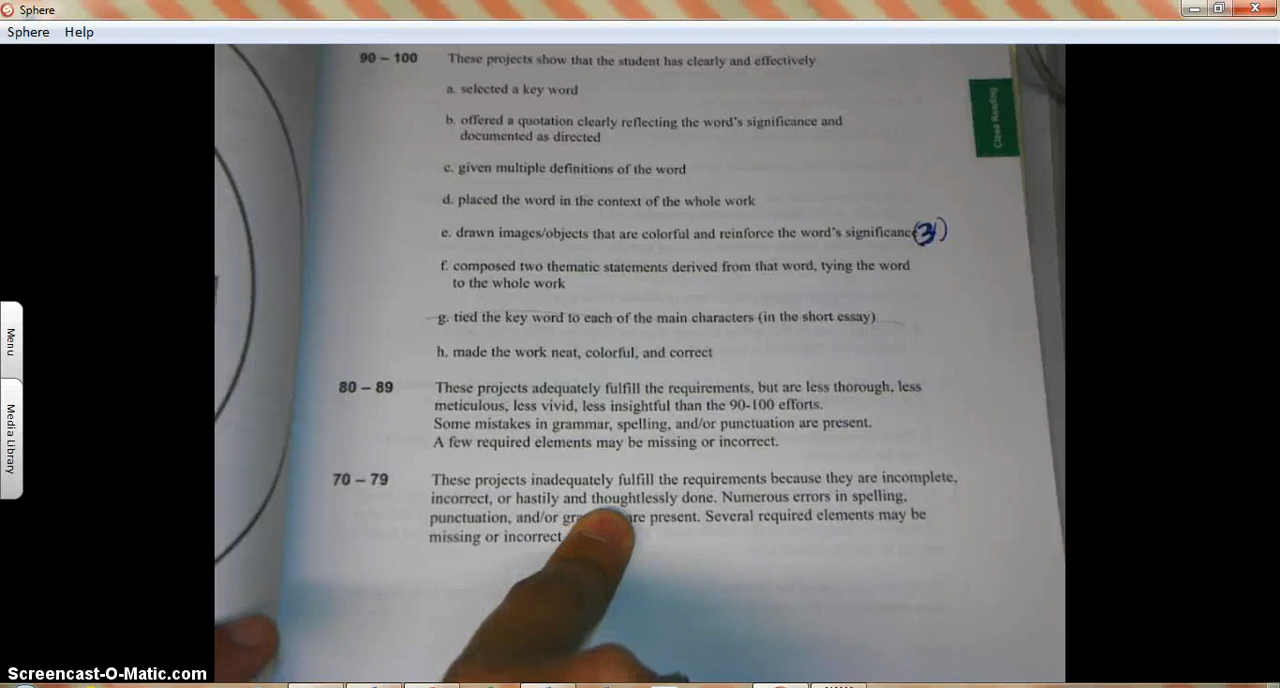 Sphere
Sphere Help
90 – 100 These projects show that the student has clearly and effectively
a. selected a key word
b. offered a quotation clearly reflecting the word's significance and
documented as directed
c. given multiple definitions of the word
d. placed the word in the context of the whole work
e. drawn images/objects that are colorful and reinforce the word's significance (3)
f. composed two thematic statements derived from that word, tying the word
to the whole work
g. tied the key word to each of the main characters (in the short essay)
h. made the work neat, colorful, and correct
80 – 89 These projects adequately fulfill the requirements, but are less thorough, less
meticulous, less vivid, less insightful than the 90-100 efforts.
Some mistakes in grammar, spelling, and/or punctuation are present.
A few required elements may be missing or incorrect.
70 – 79 These projects inadequately fulfill the requirements because they are incomplete,
incorrect, or hastily and thoughtlessly done. Numerous errors in spelling,
punctuation, and/or are present. Several required elements may be
missing or incorrect
Close Reading
Menu
Media Library
Screencast-O-Matic.com